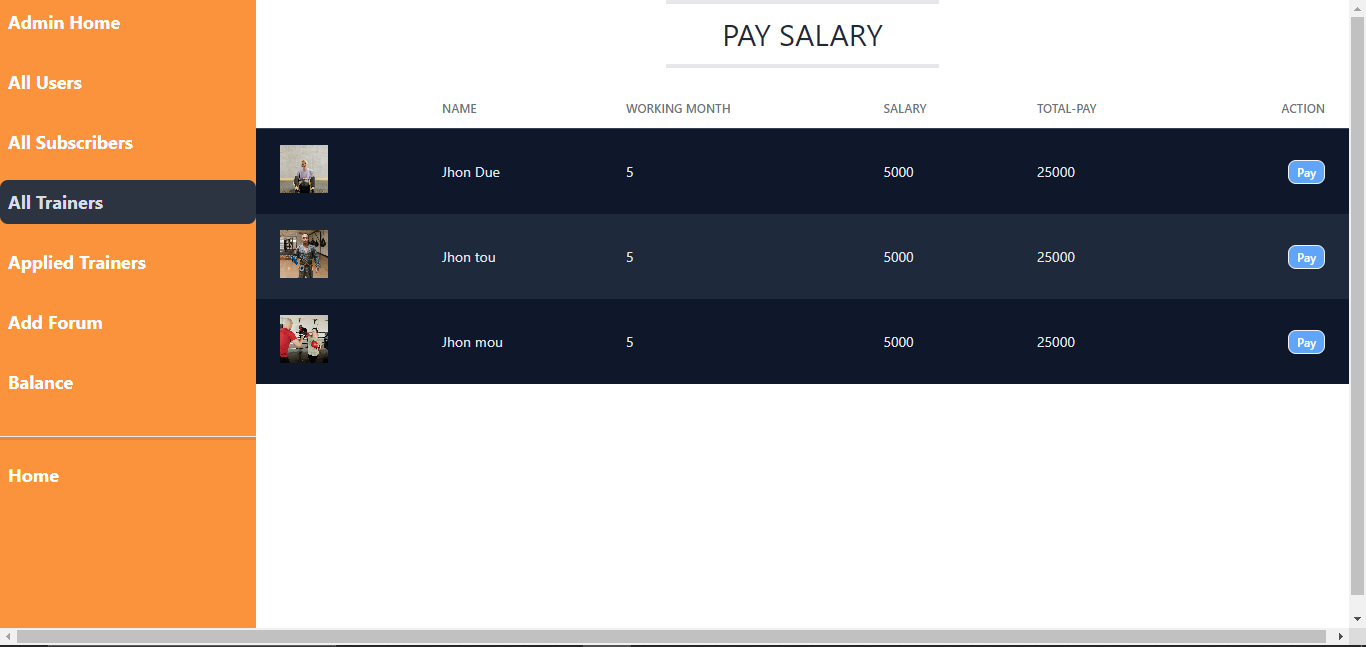 Admin Home
All Users
All Subscribers
All Trainers
Applied Trainers
Add Forum
Balance
Home
PAY SALARY
NAME WORKING MONTH SALARY TOTAL-PAY ACTION
Jhon Due 5 5000 25000 Pay
Jhon tou 5 5000 25000 Pay
Jhon mou 5 5000 25000 Pay